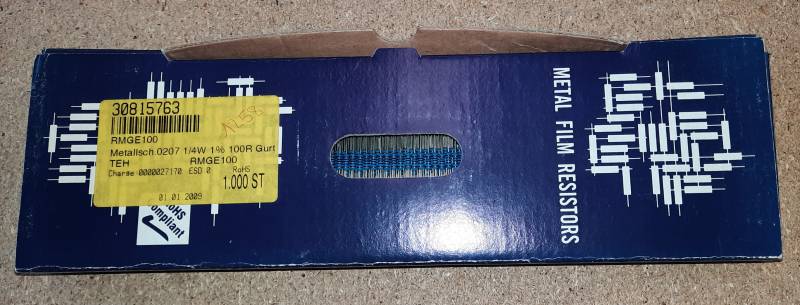 30815763
RMGE100
Metallsch.0207 1/4W 1% 100R Gurt
TEH RMGE100
Charge 0000027170 ESD 0 RoHS
1.000 ST
01.01.2009
RoHS
Compliant
METAL FILM RESISTORS